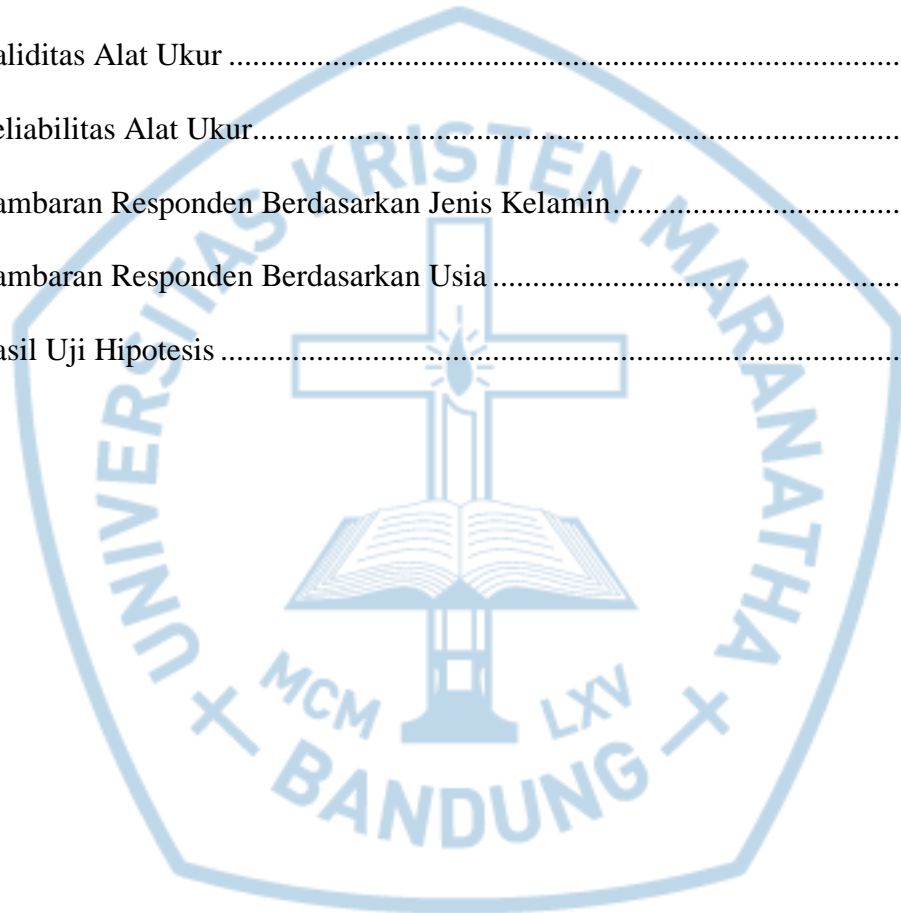 aliditas Alat Ukur ................................................................................
eliabilitas Alat Ukur.............................................................................
ambaran Responden Berdasarkan Jenis Kelamin..................................
ambaran Responden Berdasarkan Usia ................................................
asil Uji Hipotesis ..................................................................................
UNIVERSITAS KRISTEN MARANATHA
MCM LXV
BANDUNG